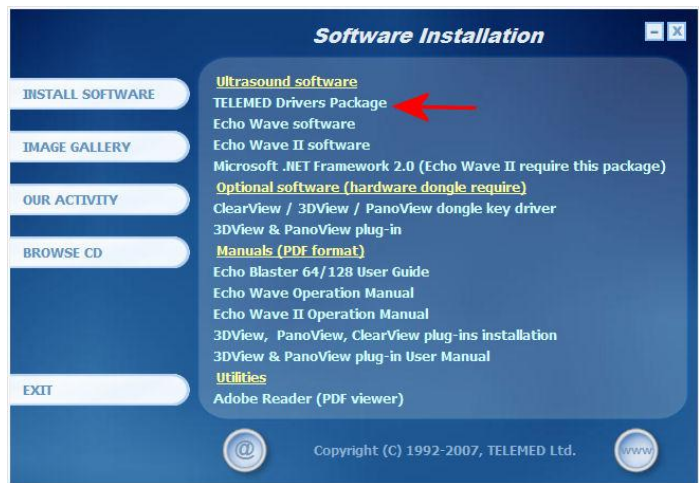 Software Installation
INSTALL SOFTWARE
IMAGE GALLERY
OUR ACTIVITY
BROWSE CD
EXIT
Ultrasound software
TELEMED Drivers Package
Echo Wave software
Echo Wave II software
Microsoft .NET Framework 2.0 (Echo Wave II require this package)
Optional software (hardware dongle require)
ClearView / 3DView / PanoView dongle key driver
3DView & PanoView plug-in
Manuals (PDF format)
Echo Blaster 64/128 User Guide
Echo Wave Operation Manual
Echo Wave II Operation Manual
3DView, PanoView, ClearView plug-ins installation
3DView & PanoView plug-in User Manual
Utilities
Adobe Reader (PDF viewer)
@
Copyright (C) 1992-2007, TELEMED Ltd.
www